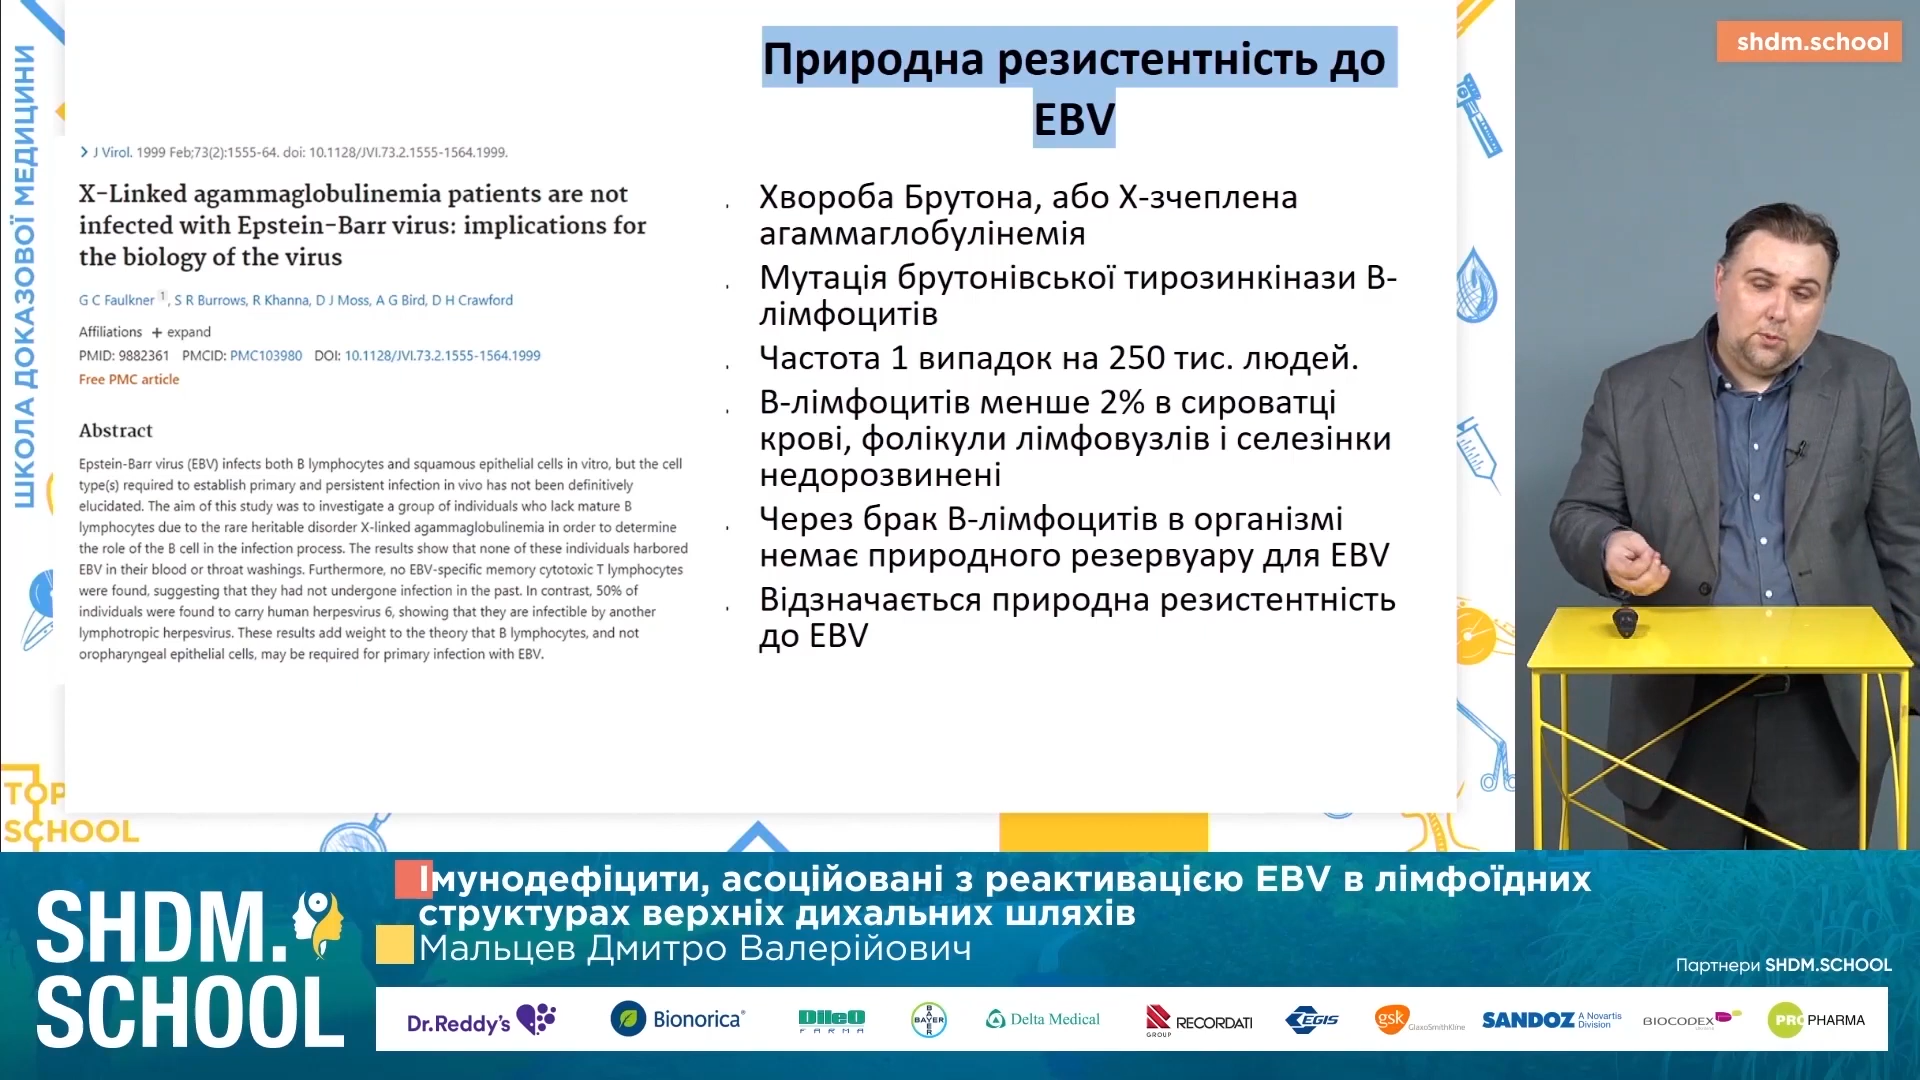 shdm.school
ШКОЛА ДОКАЗОВОЇ МЕДИЦИНИ
J Virol. 1999 Feb;73(2):1555-64. doi: 10.1128/JVI.73.2.1555-1564.1999.
X-Linked agammaglobulinemia patients are not
infected with Epstein-Barr virus: implications for
the biology of the virus
G C Faulkner 1, S R Burrows, R Khanna, D J Moss, A G Bird, D H Crawford
Affiliations + expand
PMID: 9882361 PMCID: PMC103980 DOI: 10.1128/JVI.73.2.1555-1564.1999
Free PMC article
Abstract
Epstein-Barr virus (EBV) infects both B lymphocytes and squamous epithelial cells in vitro, but the cell
type(s) required to establish primary and persistent infection in vivo has not been definitively
elucidated. The aim of this study was to investigate a group of individuals who lack mature B
lymphocytes due to the rare heritable disorder X-linked agammaglobulinemia in order to determine
the role of the B cell in the infection process. The results show that none of these individuals harbored
EBV in their blood or throat washings. Furthermore, no EBV-specific memory cytotoxic T lymphocytes
were found, suggesting that they had not undergone infection in the past. In contrast, 50% of
individuals were found to carry human herpesvirus 6, showing that they are infectible by another
lymphotropic herpesvirus. These results add weight to the theory that B lymphocytes, and not
oropharyngeal epithelial cells, may be required for primary infection with EBV.
Природна резистентність до
EBV
Хвороба Брутона, або Х-зчеплена
агаммаглобулінемія
Мутація брутонівської тирозинкінази В-
лімфоцитів
Частота 1 випадок на 250 тис. людей.
В-лімфоцитів менше 2% в сироватці
крові, фолікули лімфовузлів і селезінки
недорозвинені
Через брак В-лімфоцитів в організмі
немає природного резервуару для EBV
Відзначається природна резистентність
до EBV
TOP
SCHOOL
SHDM.
SCHOOL
Імунодефіцити, асоційовані з реактивацією EBV в лімфоїдних
структурах верхніх дихальних шляхів
Мальцев Дмитро Валерійович
Партнери SHDM.SCHOOL
Dr.Reddy's
Bionorica
DILEO
FARMA
BAYER
Delta Medical
RECORDATI
GROUP
EGIS
gsk
GlaxoSmithKline
SANDOZ
A Novartis
Division
BIOCODEX
PRO PHARMA